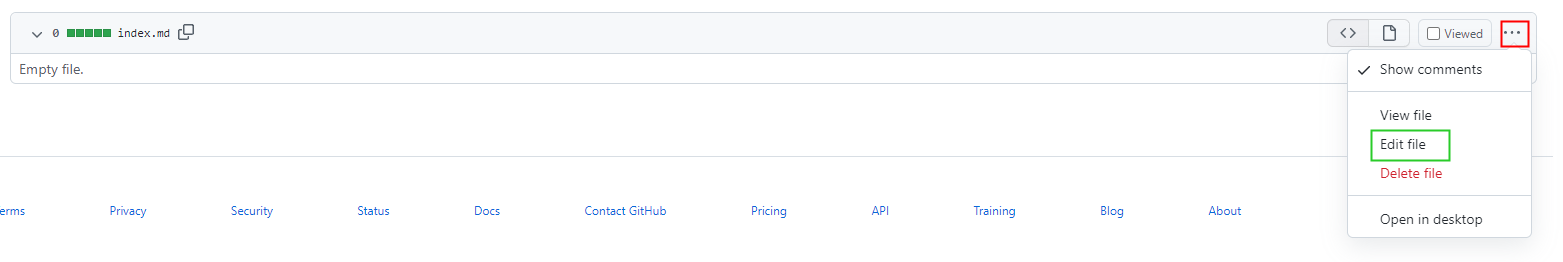 0 index.md Viewed ...
Empty file.
Show comments
View file
Edit file
Delete file
Open in desktop
erms Privacy Security Status Docs Contact GitHub Pricing API Training Blog About